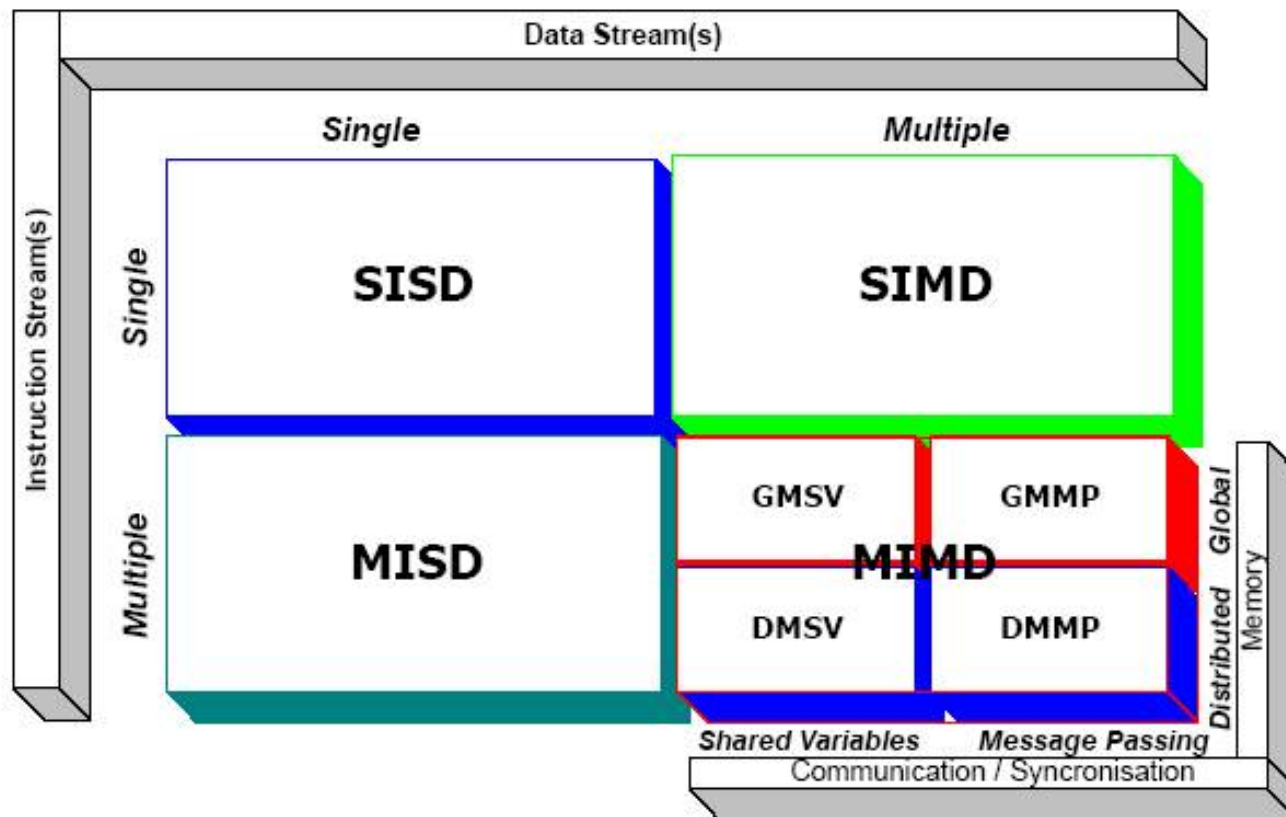 Data Stream(s)
Single
Multiple
Instruction Stream(s)
Single
SISD
SIMD
Multiple
MISD
MIMD
GMSV
GMMP
DMSV
DMMP
Global
Distributed
Memory
Shared Variables
Message Passing
Communication / Syncronisation